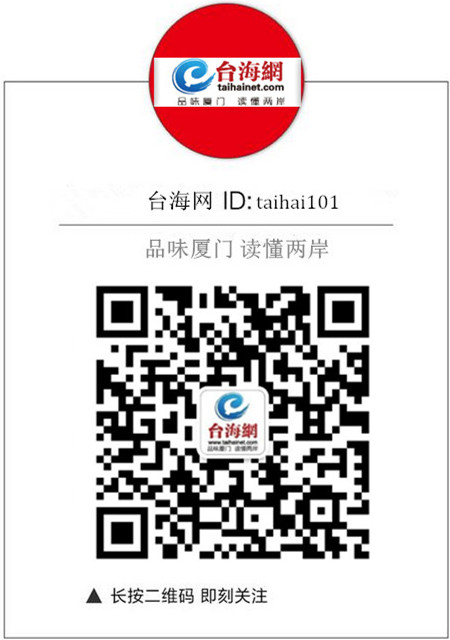 台海網
taihainet.com
品味厦门 读懂两岸
台海网 ID: taihai101
品味厦门 读懂两岸
台海網
www.taihainet.com
品味厦门 读懂两岸
▲ 长按二维码 即刻关注